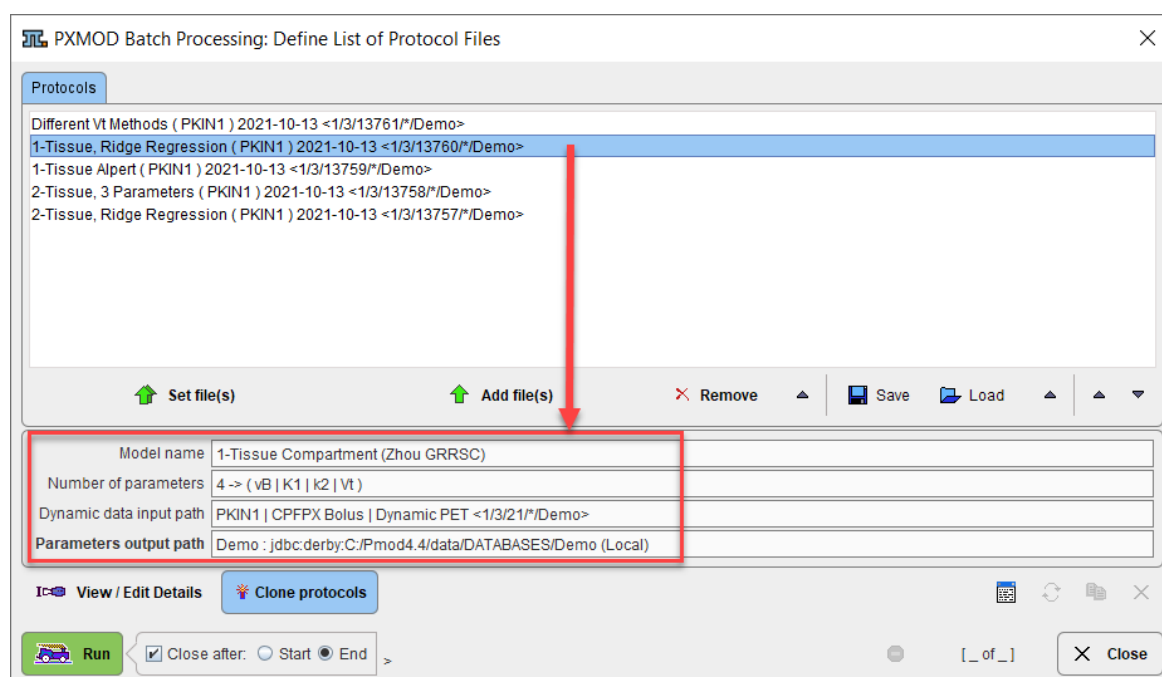 PXMOD Batch Processing: Define List of Protocol Files
Protocols
Different Vt Methods ( PKIN1 ) 2021-10-13 <1/3/13761/*/Demo>
1-Tissue, Ridge Regression ( PKIN1 ) 2021-10-13 <1/3/13760/*/Demo>
1-Tissue Alpert ( PKIN1 ) 2021-10-13 <1/3/13759/*/Demo>
2-Tissue, 3 Parameters ( PKIN1 ) 2021-10-13 <1/3/13758/*/Demo>
2-Tissue, Ridge Regression ( PKIN1 ) 2021-10-13 <1/3/13757/*/Demo>
Set file(s) Add file(s) Remove Save Load
Model name 1-Tissue Compartment (Zhou GRRSC)
Number of parameters 4 -> ( vB | K1 | k2 | Vt )
Dynamic data input path PKIN1 | CPFPX Bolus | Dynamic PET <1/3/21/*/Demo>
Parameters output path Demo : jdbc:derby:C:/Pmod4.4/data/DATABASES/Demo (Local)
View / Edit Details Clone protocols
Run Close after: Start End > [ _ of _ ] Close